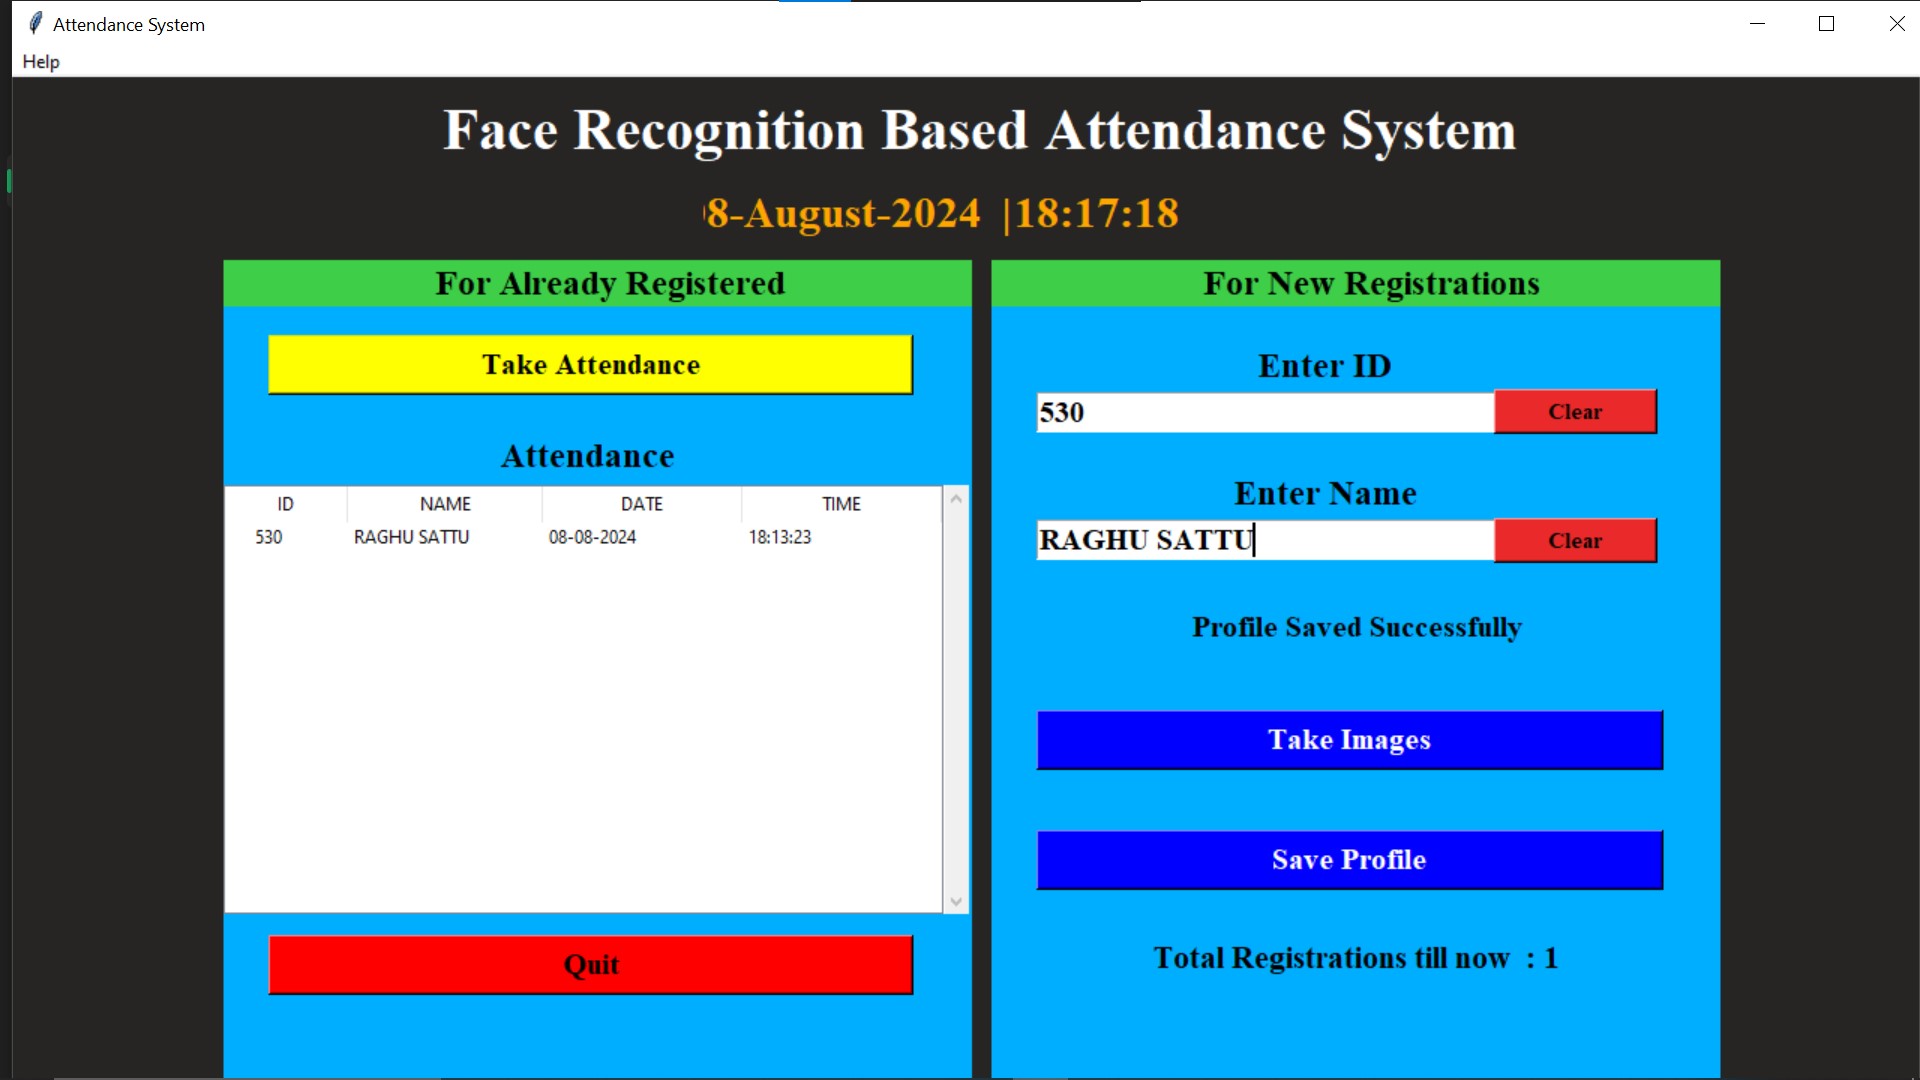 Attendance System
Help
Face Recognition Based Attendance System
8-August-2024 |18:17:18
For Already Registered
Take Attendance
Attendance
ID NAME DATE TIME
530 RAGHU SATTU 08-08-2024 18:13:23
Quit
For New Registrations
Enter ID
530 Clear
Enter Name
RAGHU SATTU Clear
Profile Saved Successfully
Take Images
Save Profile
Total Registrations till now : 1